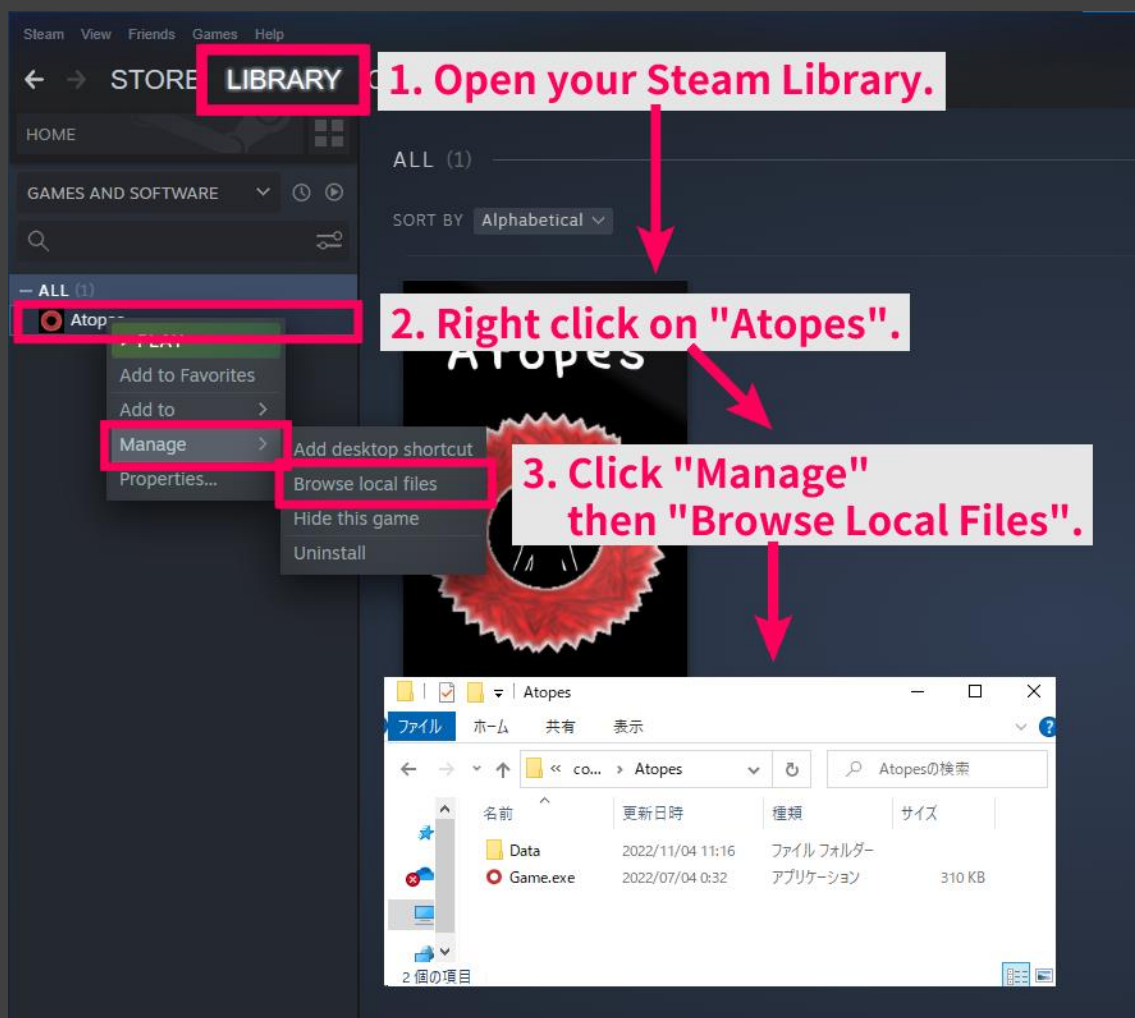 Steam View Friends Games Help
STORE LIBRARY
1. Open your Steam Library.
HOME
ALL (1)
GAMES AND SOFTWARE
SORT BY Alphabetical
ALL (1)
2. Right click on "Atopes".
Atopes
PLAY
Add to Favorites
Add to
Manage
Properties...
Add desktop shortcut
Browse local files
Hide this game
Uninstall
3. Click "Manage"
then "Browse Local Files".
Atopes
ファイル ホーム 共有 表示
« co... › Atopes Atopesの検索
名前 更新日時 種類 サイズ
Data 2022/11/04 11:16 ファイル フォルダー
Game.exe 2022/07/04 0:32 アプリケーション 310 KB
2 個の項目